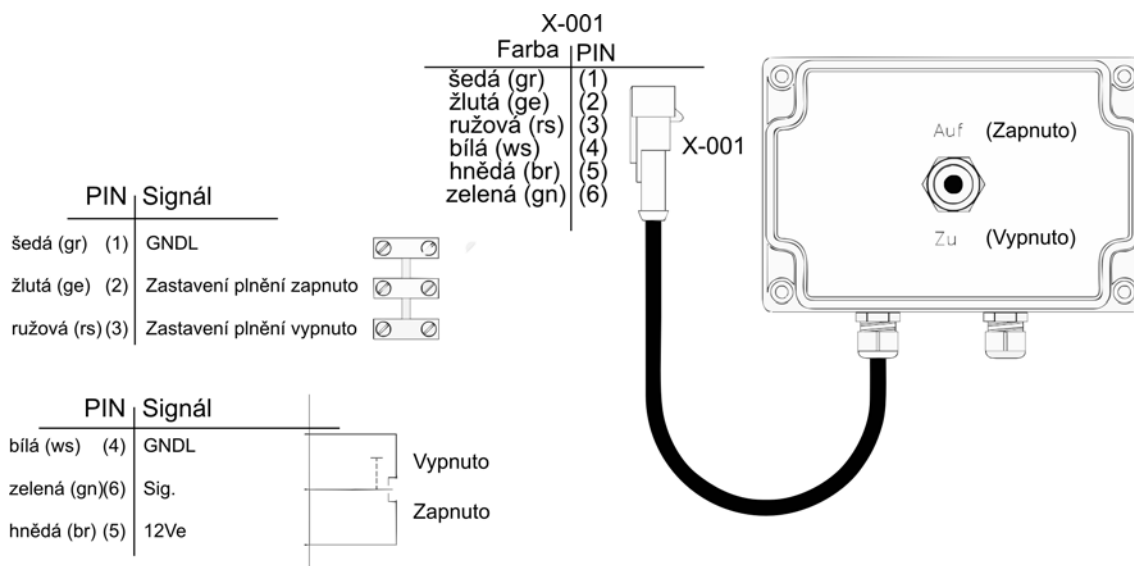 X-001
Farba PIN
šedá (gr) (1)
žlutá (ge) (2)
ružová (rs) (3)
bílá (ws) (4)
hnědá (br) (5)
zelená (gn) (6)
X-001
Auf (Zapnuto)
Zu (Vypnuto)
PIN Signál
šedá (gr) (1) GNDL
žlutá (ge) (2) Zastavení plnění zapnuto
ružová (rs) (3) Zastavení plnění vypnuto
PIN Signál
bílá (ws) (4) GNDL
zelená (gn)(6) Sig.
hnědá (br) (5) 12Ve
Vypnuto
Zapnuto